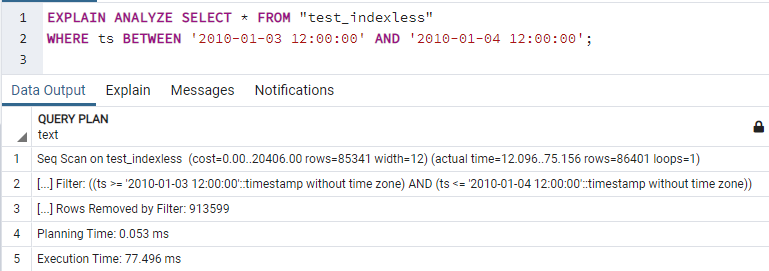 1 EXPLAIN ANALYZE SELECT * FROM "test_indexless"
2 WHERE ts BETWEEN '2010-01-03 12:00:00' AND '2010-01-04 12:00:00';
3
Data Output Explain Messages Notifications
QUERY PLAN
text
1 Seq Scan on test_indexless (cost=0.00..20406.00 rows=85341 width=12) (actual time=12.096..75.156 rows=86401 loops=1)
2 [...] Filter: ((ts >= '2010-01-03 12:00:00'::timestamp without time zone) AND (ts <= '2010-01-04 12:00:00'::timestamp without time zone))
3 [...] Rows Removed by Filter: 913599
4 Planning Time: 0.053 ms
5 Execution Time: 77.496 ms